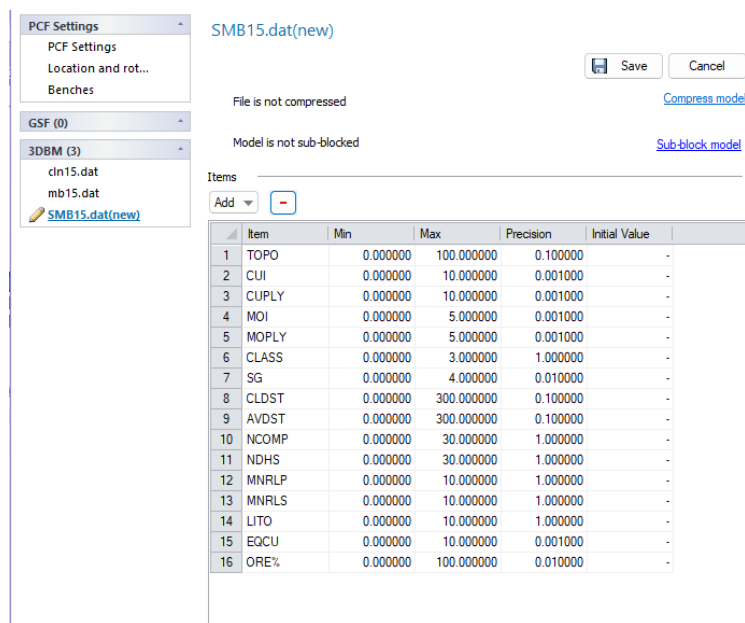 PCF Settings
PCF Settings
Location and rot...
Benches
GSF (0)
3DBM (3)
cln15.dat
mb15.dat
SMB15.dat(new)
SMB15.dat(new)
Save Cancel
File is not compressed Compress model
Model is not sub-blocked Sub-block model
Items
Add -
Item Min Max Precision Initial Value
1 TOPO 0.000000 100.000000 0.100000 -
2 CUI 0.000000 10.000000 0.001000 -
3 CUPLY 0.000000 10.000000 0.001000 -
4 MOI 0.000000 5.000000 0.001000 -
5 MOPLY 0.000000 5.000000 0.001000 -
6 CLASS 0.000000 3.000000 1.000000 -
7 SG 0.000000 4.000000 0.010000 -
8 CLDST 0.000000 300.000000 0.100000 -
9 AVDST 0.000000 300.000000 0.100000 -
10 NCOMP 0.000000 30.000000 1.000000 -
11 NDHS 0.000000 30.000000 1.000000 -
12 MNRLP 0.000000 10.000000 1.000000 -
13 MNRLS 0.000000 10.000000 1.000000 -
14 LITO 0.000000 10.000000 1.000000 -
15 EQCU 0.000000 10.000000 0.001000 -
16 ORE% 0.000000 100.000000 0.010000 -